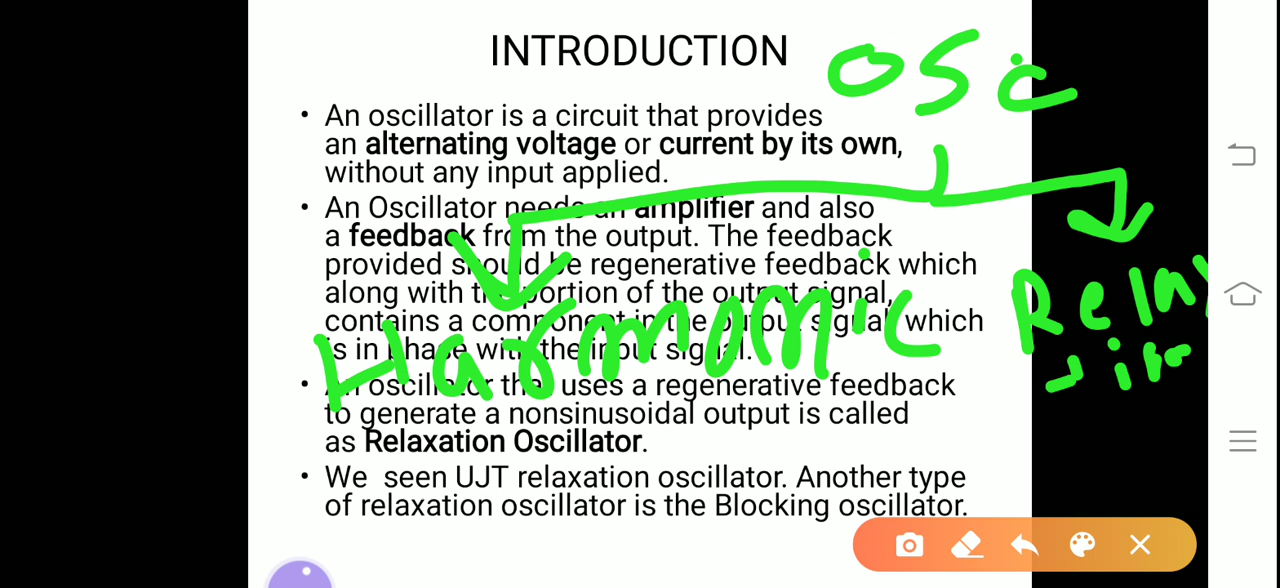 INTRODUCTION
osc
• An oscillator is a circuit that provides
an alternating voltage or current by its own,
without any input applied.
• An Oscillator needs an amplifier and also
a feedback from the output. The feedback
provided should be regenerative feedback which
along with the portion of the output signal,
contains a component in the output signal, which
is in phase with the input signal.
Harmonic
• An oscillator that uses a regenerative feedback
to generate a nonsinusoidal output is called
as Relaxation Oscillator.
• We seen UJT relaxation oscillator. Another type
of relaxation oscillator is the Blocking oscillator.